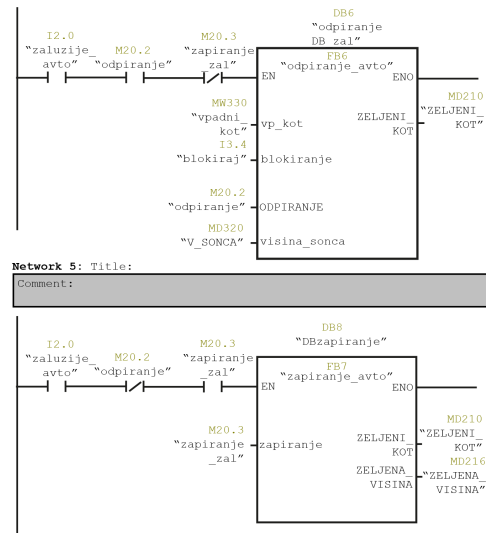 DB6
“odpiranje
DB zal”
I2.0
“zaluzije_
avto”
M20.2
“odpiranje”
M20.3
“zapiranje
_zal”
FB6
“odpiranje_avto”
EN
ENO
MW330
“vpadni_
kot”
vp_kot
ZELJENI_
KOT
MD210
“ZELJENI_
KOT”
I3.4
“blokiraj”
blokiranje
M20.2
“odpiranje”
ODPIRANJE
MD320
“V_SONCA”
visina_sonca
Network 5: Title:
Comment:
DB8
“DBzapiranje”
I2.0
“zaluzije_
avto”
M20.2
“odpiranje”
M20.3
“zapiranje
_zal”
FB7
“zapiranje_avto”
EN
ENO
M20.3
“zapiranje
_zal”
zapiranje
ZELJENI_
KOT
MD210
“ZELJENI_
KOT”
ZELJENA_
VISINA
MD216
“ZELJENA_
VISINA”